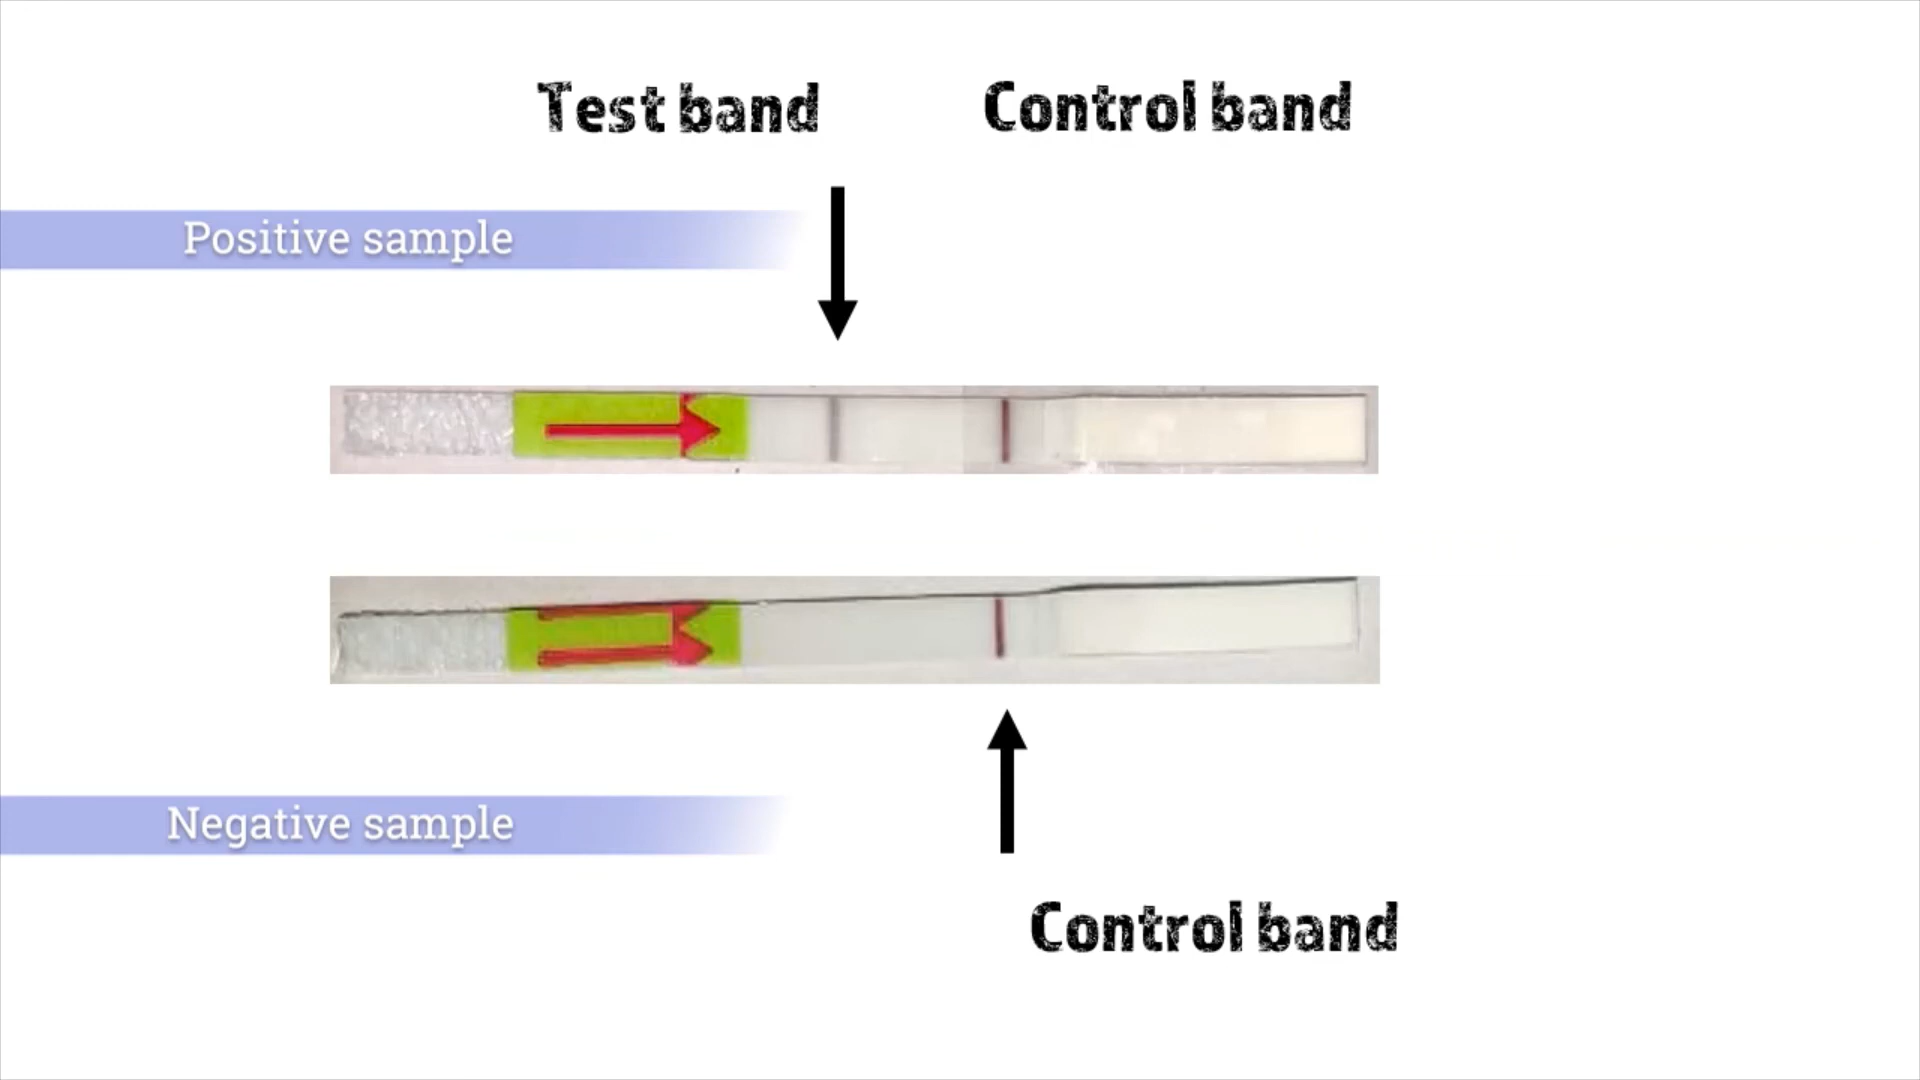 Test band
Control band
Positive sample
Negative sample
Control band